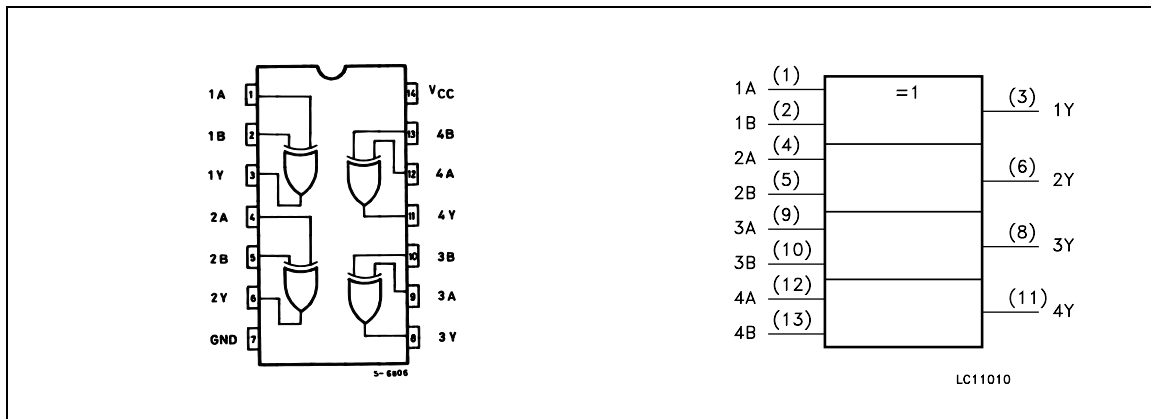 1A 1 14 VCC
1B 2 13 4B
1Y 3 12 4A
2A 4 11 4Y
2B 5 10 3B
2Y 6 9 3A
GND 7 8 3Y
S-6806
1A (1) =1 (3) 1Y
1B (2)
2A (4) (6) 2Y
2B (5)
3A (9) (8) 3Y
3B (10)
4A (12) (11) 4Y
4B (13)
LC11010